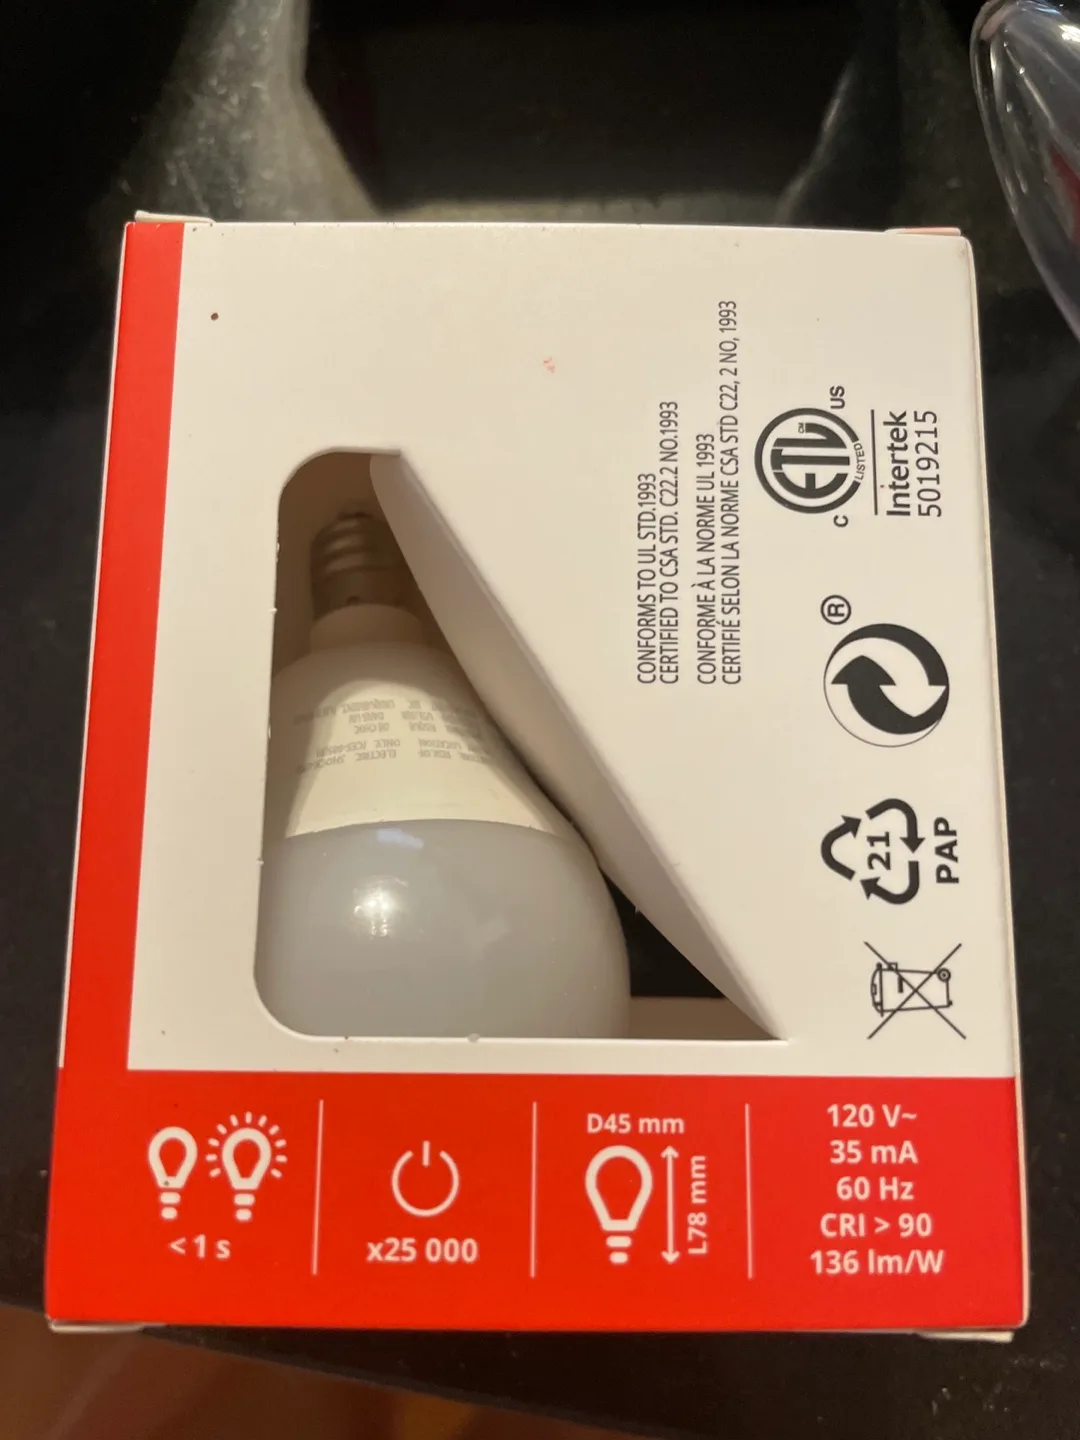 CONFORMS TO UL STD.1993
CERTIFIED TO CSA STD. C22.2 NO.1993
CONFORME À LA NORME UL 1993
CERTIFIÉ SELON LA NORME CSA STD C22, 2 NO, 1993
C ETL CM LISTED US
Intertek
5019215
®
21
PAP
<1 s
x25 000
D45 mm
L78 mm
120 V~
35 mA
60 Hz
CRI > 90
136 lm/W